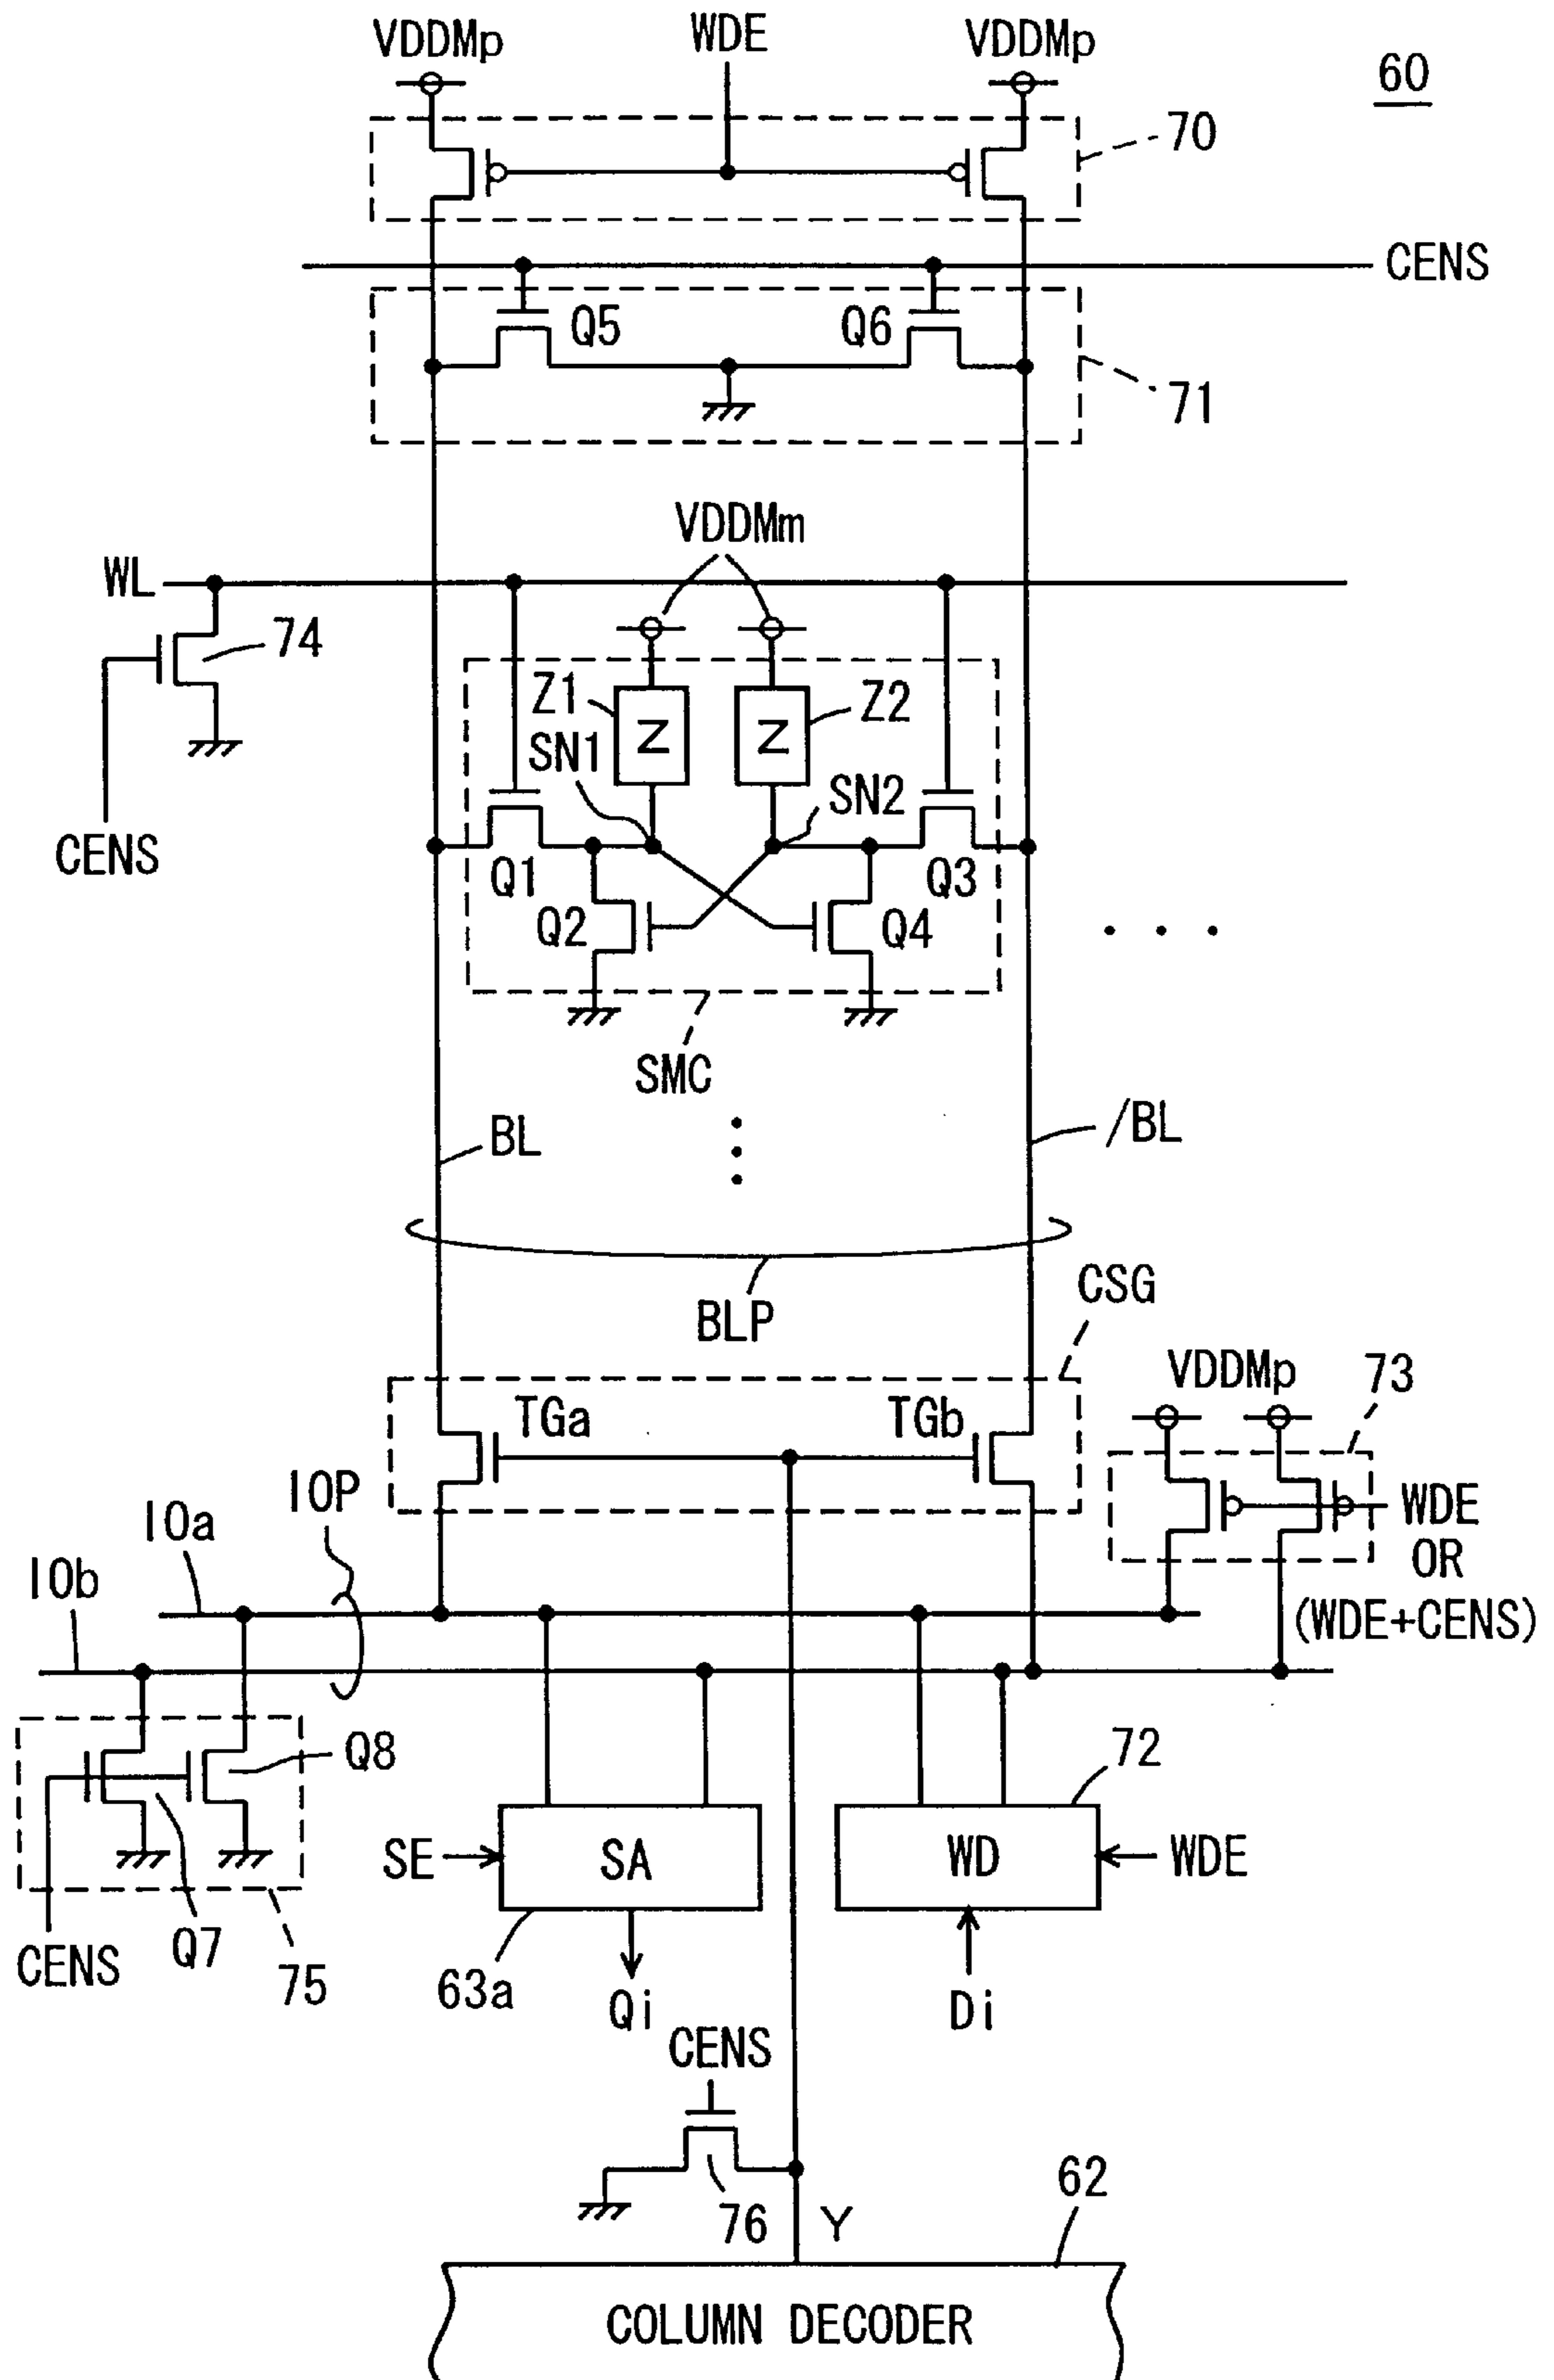 VDDMp
WDE
VDDMp
60
70
CENS
Q5
Q6
71
VDDMm
WL
74
Z1
Z
Z
Z2
SN1
SN2
CENS
Q1
Q3
Q2
Q4
. . .
SMC
BL
/BL
BLP
CSG
VDDMp
73
TGa
TGb
IOP
IOa
WDE
OR
(WDE+CENS)
IOb
Q8
72
SE
SA
WD
WDE
Q7
CENS
75
63a
Qi
Di
CENS
76
Y
62
COLUMN DECODER